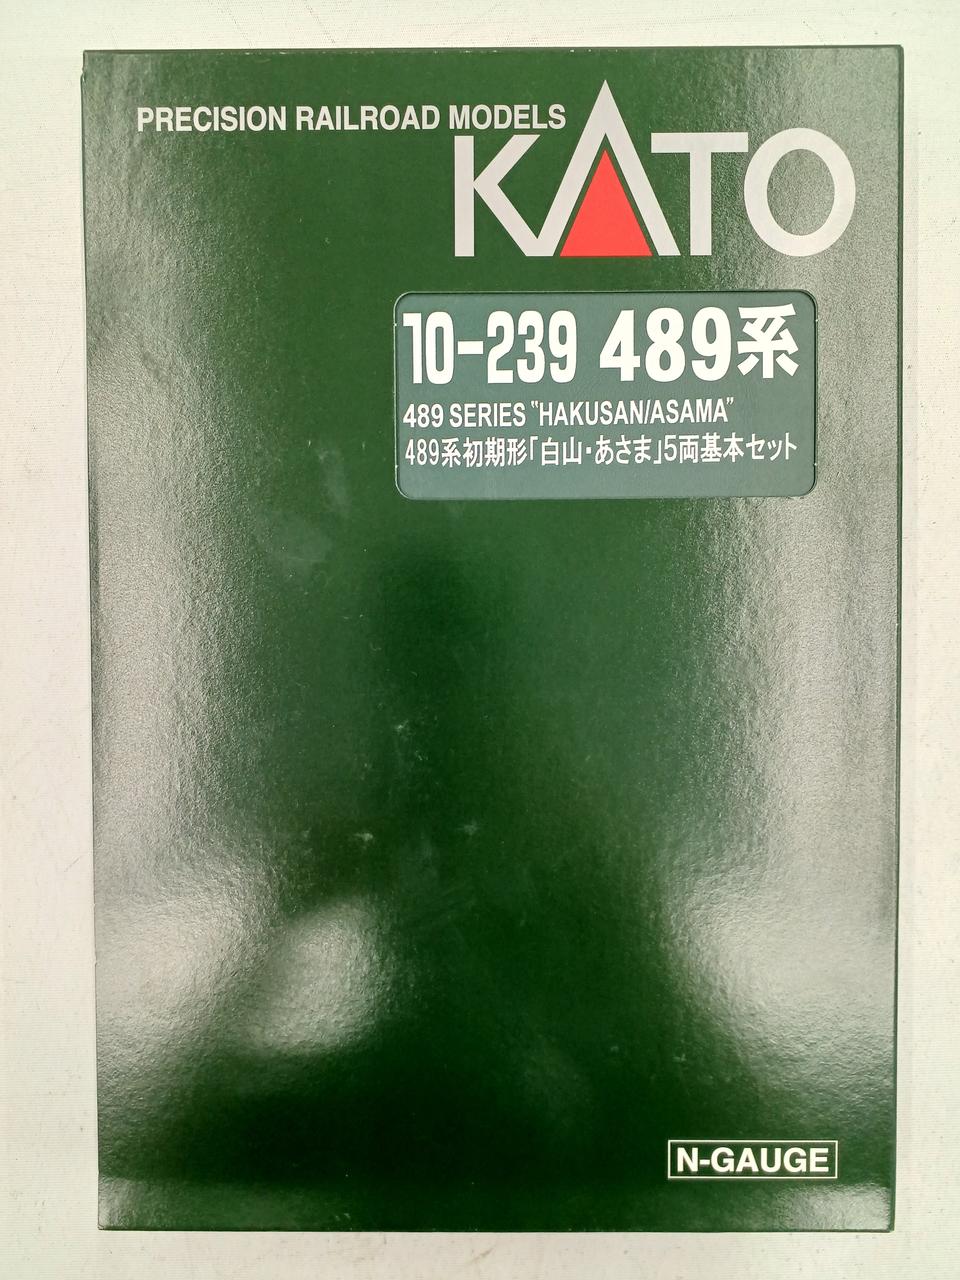 PRECISION RAILROAD MODELS
KATO
10-239 489系
489 SERIES "HAKUSAN/ASAMA"
489系初期形「白山・あさま」5両基本セット
N-GAUGE